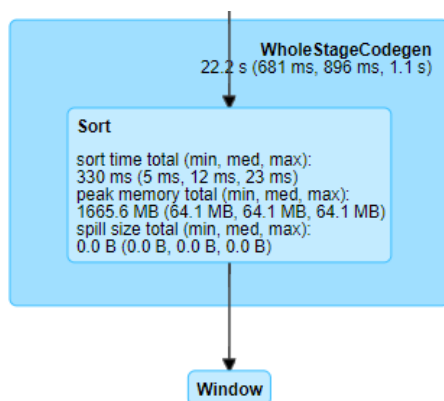 WholeStageCodegen
22.2 s (681 ms, 896 ms, 1.1 s)
Sort
sort time total (min, med, max):
330 ms (5 ms, 12 ms, 23 ms)
peak memory total (min, med, max):
1665.6 MB (64.1 MB, 64.1 MB, 64.1 MB)
spill size total (min, med, max):
0.0 B (0.0 B, 0.0 B, 0.0 B)
Window